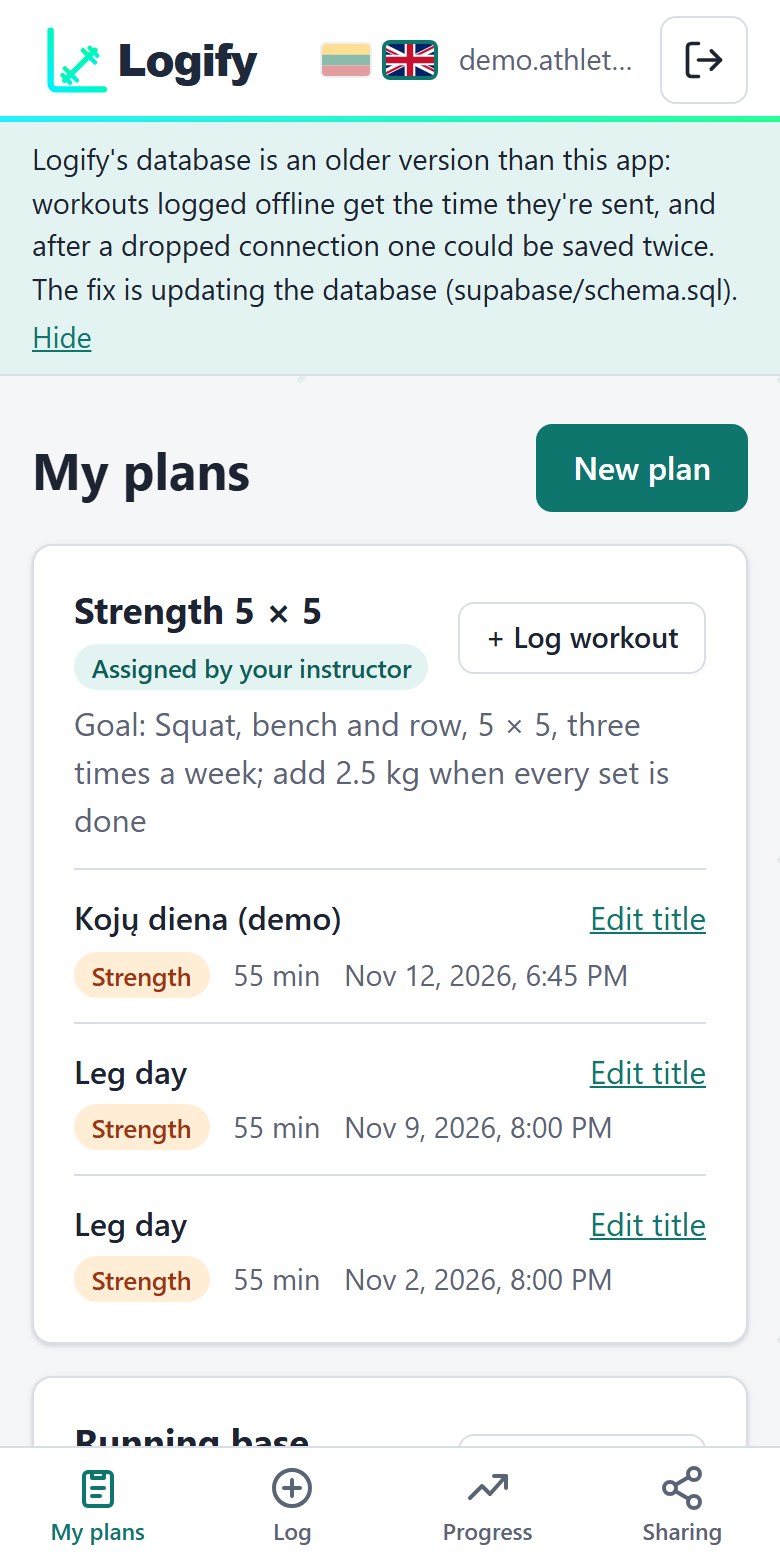 Logify
demo.athlet...
Logify's database is an older version than this app:
workouts logged offline get the time they're sent, and
after a dropped connection one could be saved twice.
The fix is updating the database (supabase/schema.sql).
Hide
My plans
New plan
Strength 5 × 5
+ Log workout
Assigned by your instructor
Goal: Squat, bench and row, 5 × 5, three
times a week; add 2.5 kg when every set is
done
Kojų diena (demo)
Edit title
Strength 55 min Nov 12, 2026, 6:45 PM
Leg day
Edit title
Strength 55 min Nov 9, 2026, 8:00 PM
Leg day
Edit title
Strength 55 min Nov 2, 2026, 8:00 PM
Running base
My plans
Log
Progress
Sharing